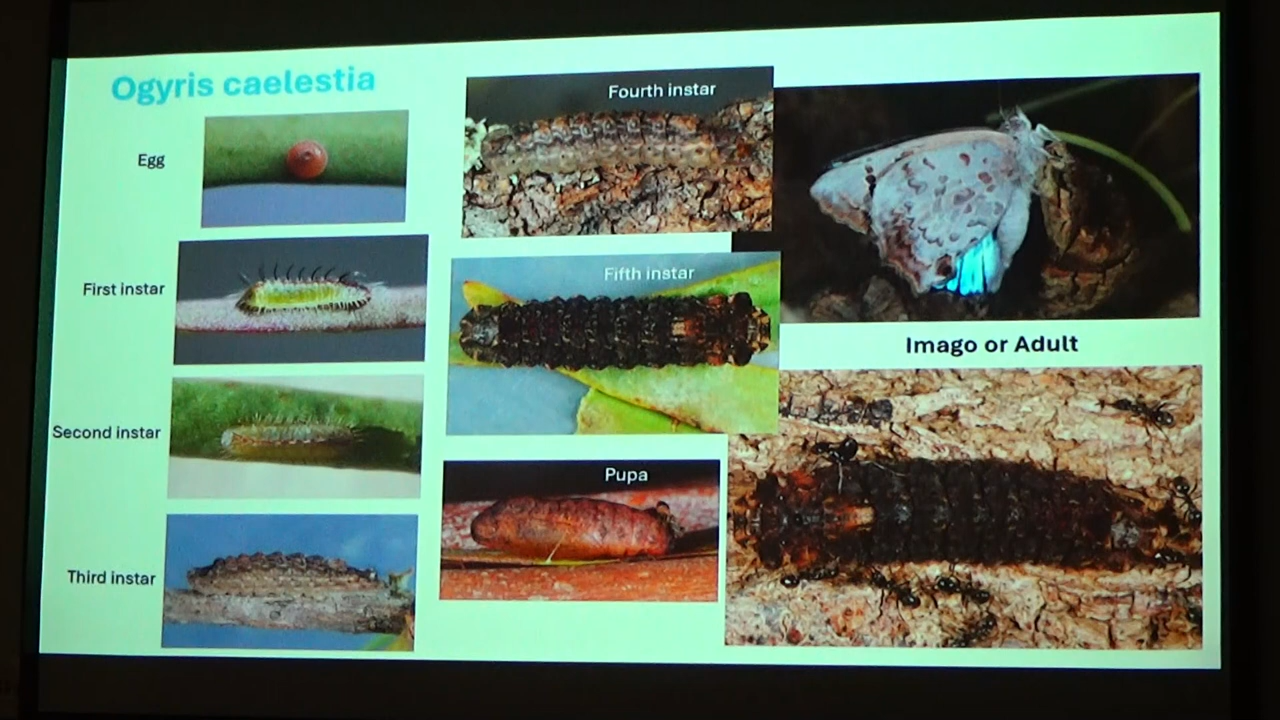 Ogyris caelestia
Egg
First instar
Second instar
Third instar
Fourth instar
Fifth instar
Pupa
Imago or Adult